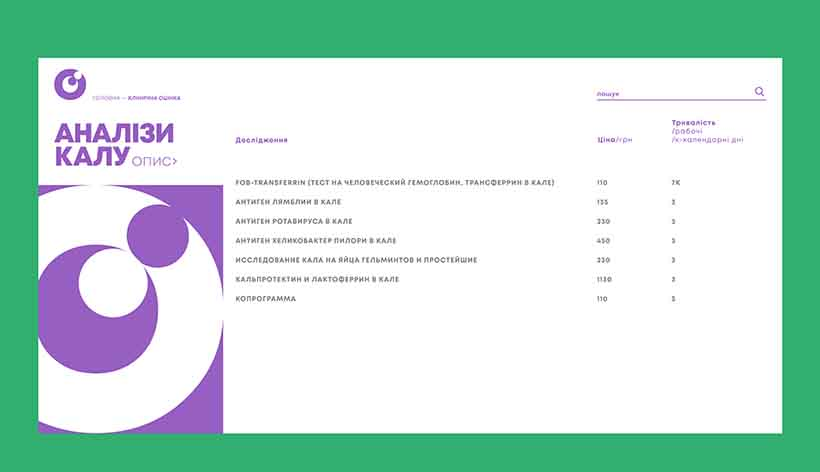 головна — клінічна оцінка
пошук
АНАЛІЗИ
КАЛУ ОПИС>
Дослідження
Ціна/грн
Тривалість
/рабочі
/к-календарні дні
FOB-TRANSFERRIN (ТЕСТ НА ЧЕЛОВЕЧЕСКИЙ ГЕМОГЛОБИН, ТРАНСФЕРРИН В КАЛЕ) 110 7К
АНТИГЕН ЛЯМБЛИИ В КАЛЕ 135 3
АНТИГЕН РОТАВИРУСА В КАЛЕ 230 3
АНТИГЕН ХЕЛИКОБАКТЕР ПИЛОРИ В КАЛЕ 450 3
ИССЛЕДОВАНИЕ КАЛА НА ЯЙЦА ГЕЛЬМИНТОВ И ПРОСТЕЙШИЕ 230 3
КАЛЬПРОТЕКТИН И ЛАКТОФЕРРИН В КАЛЕ 1130 3
КОПРОГРАММА 110 3